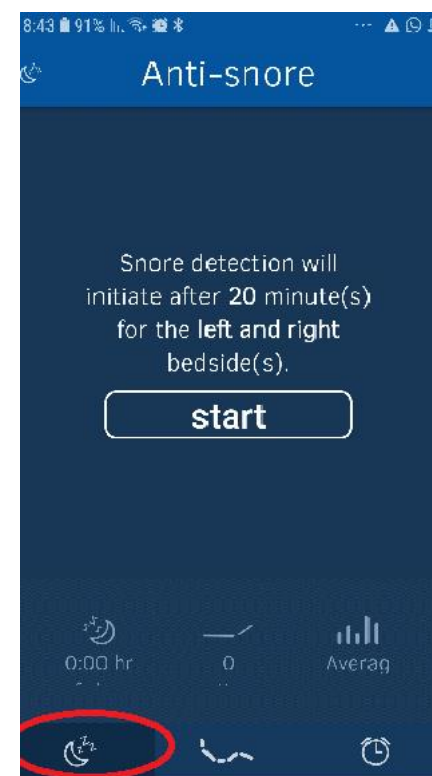 8:43 91%
Anti-snore
Snore detection will
initiate after 20 minute(s)
for the left and right
bedside(s).
start
0:00 hr 0 Averag